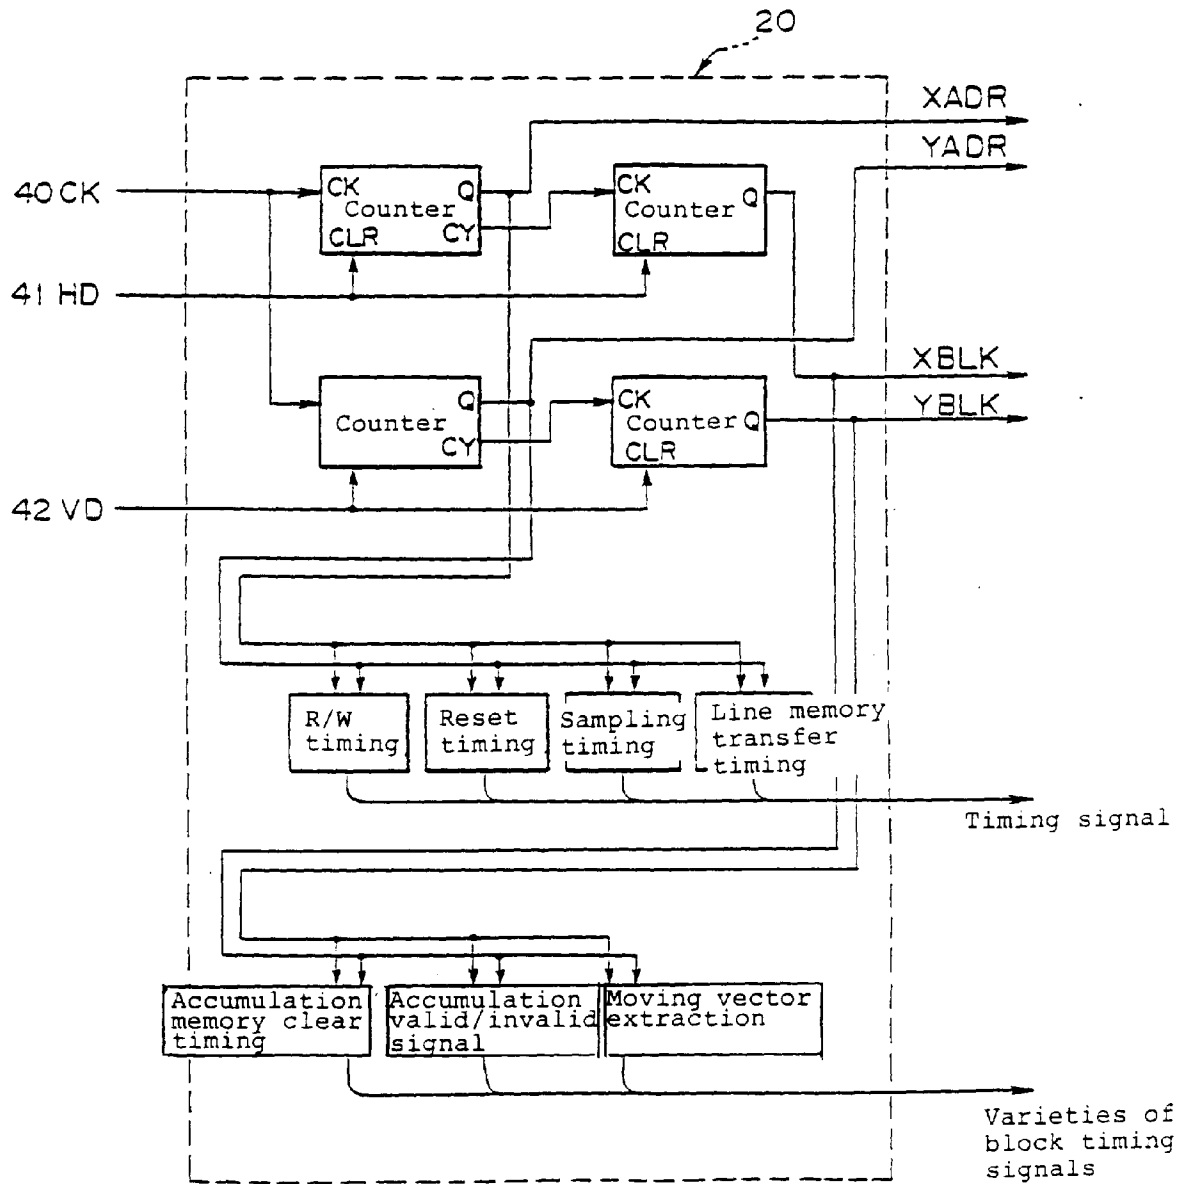 20
XADR
YADR
40 CK
CK Q
Counter
CLR CY
CK
Counter Q
CLR
41 HD
XBLK
YBLK
Q
Counter
CY
CK
Counter Q
CLR
42 VD
R/W
timing
Reset
timing
Sampling
timing
Line memory
transfer
timing
Timing signal
Accumulation
memory clear
timing
Accumulation
valid/invalid
signal
Moving vector
extraction
Varieties of
block timing
signals